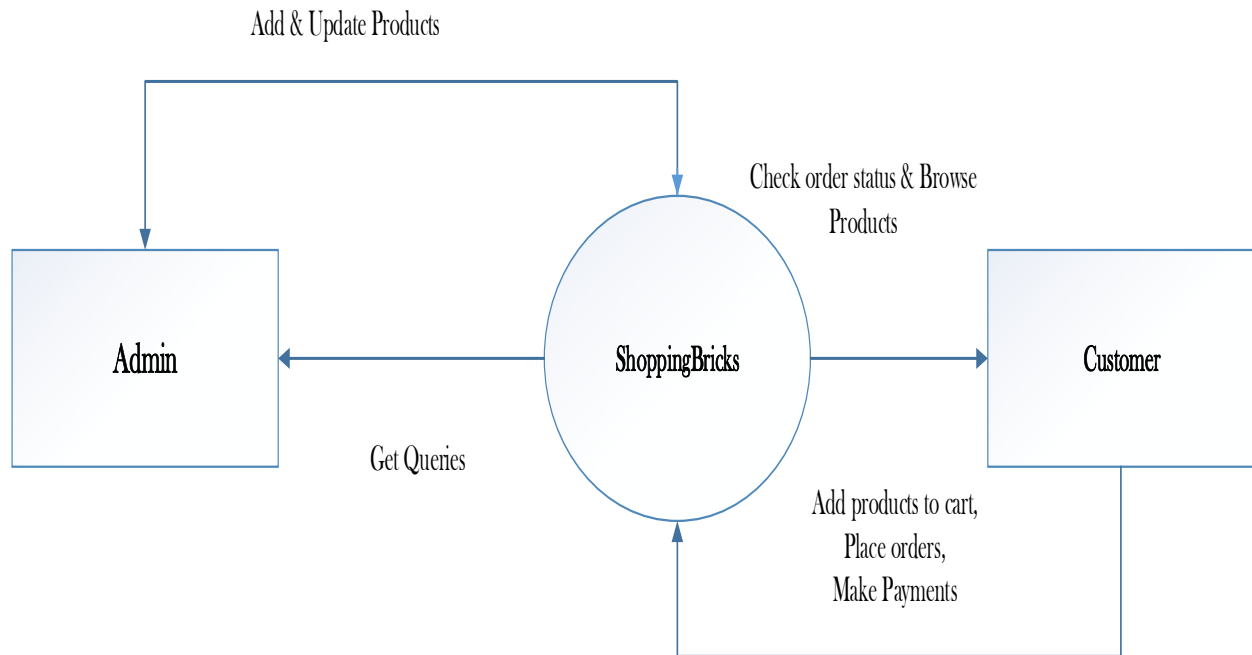 Add & Update Products
Check order status & Browse
Products
Admin
ShoppingBricks
Customer
Get Queries
Add products to cart,
Place orders,
Make Payments